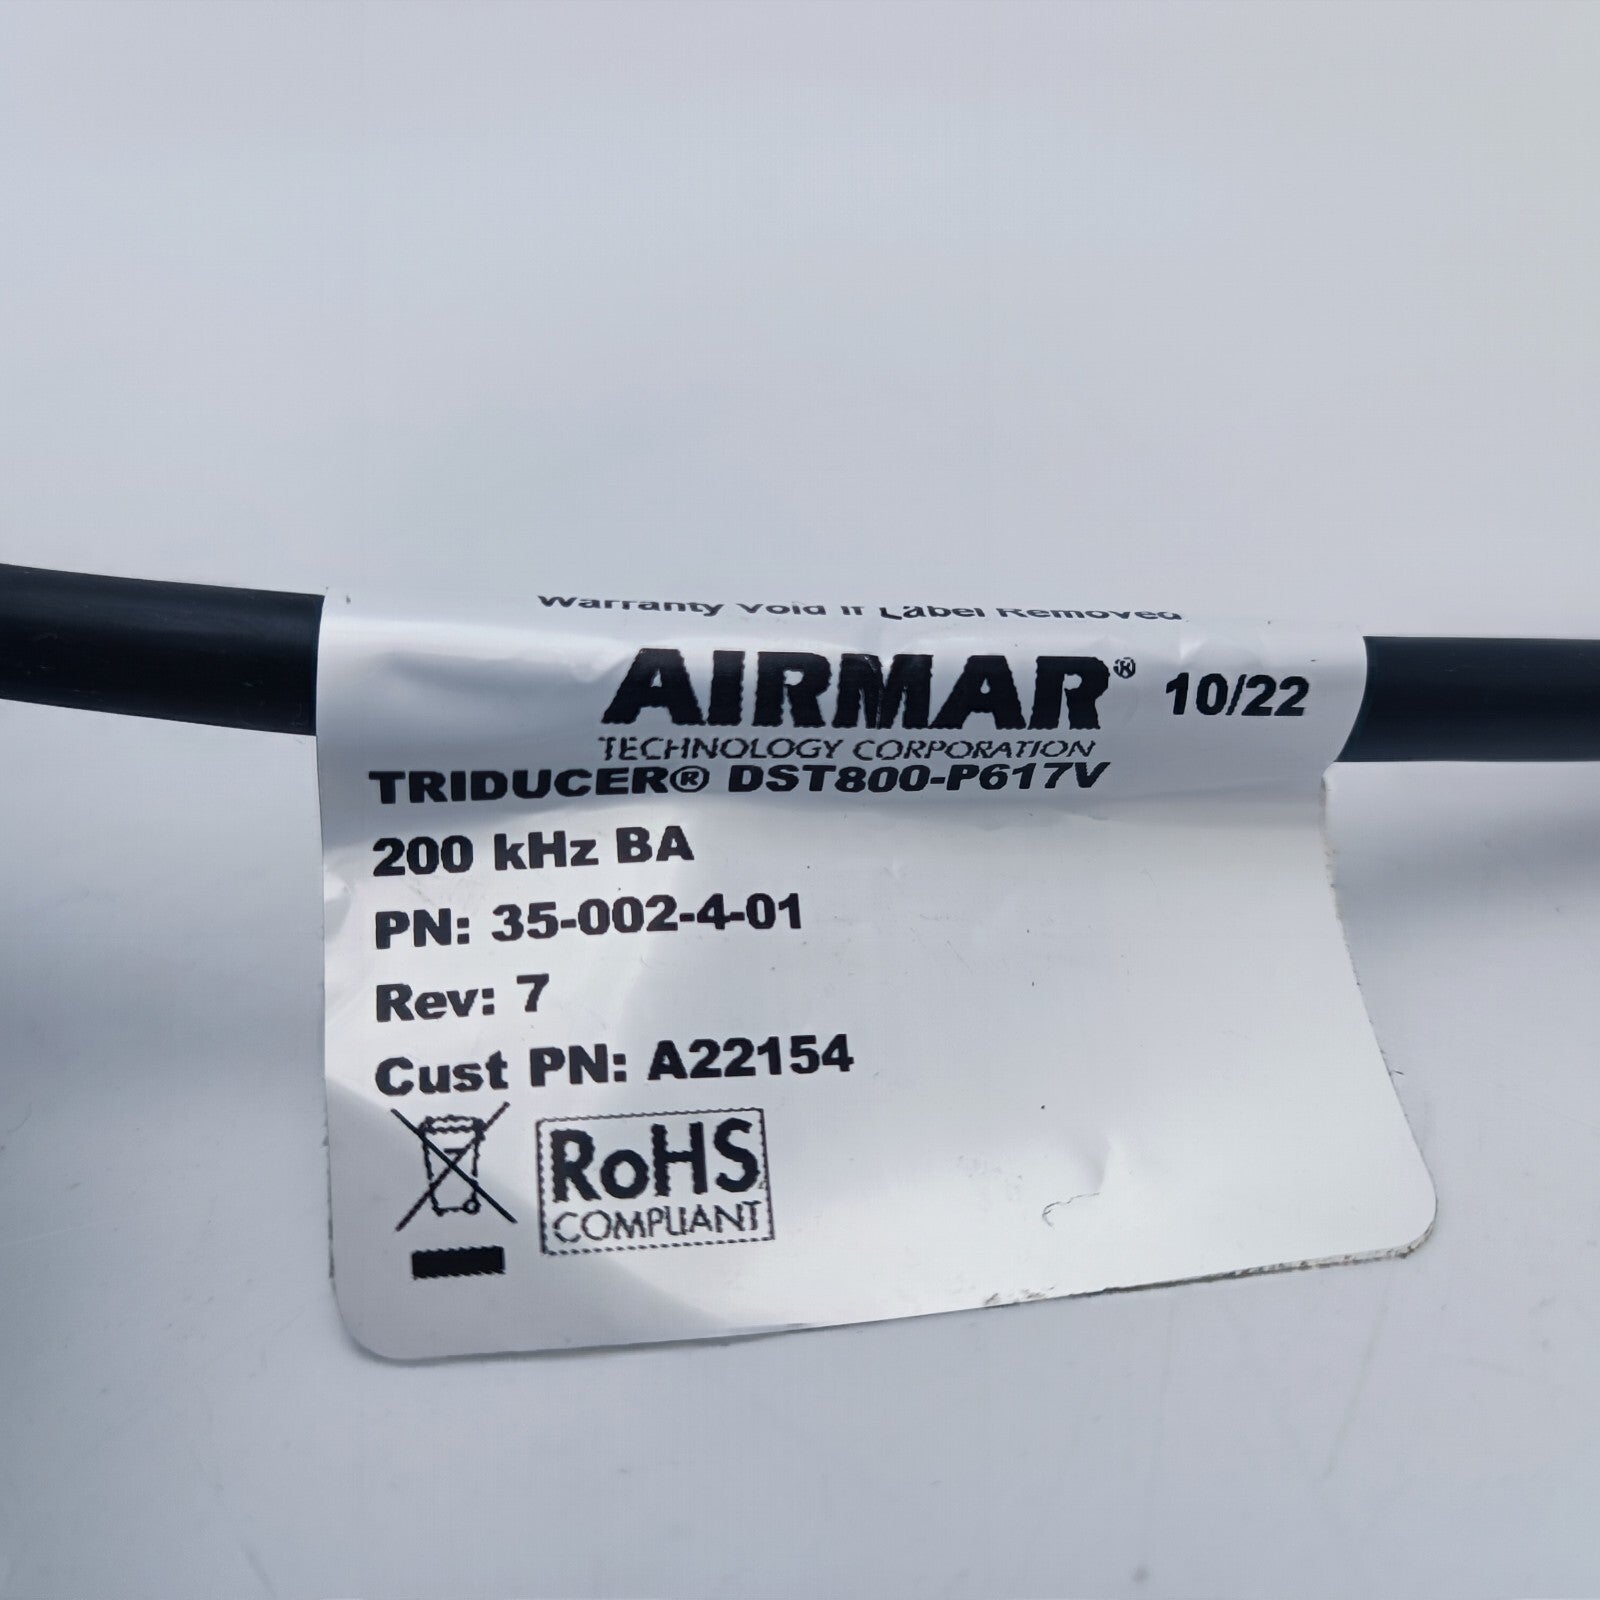 Warranty Void If Label Removed
AIRMAR® 10/22
TECHNOLOGY CORPORATION
TRIDUCER® DST800-P617V
200 kHz BA
PN: 35-002-4-01
Rev: 7
Cust PN: A22154
RoHS
COMPLIANT